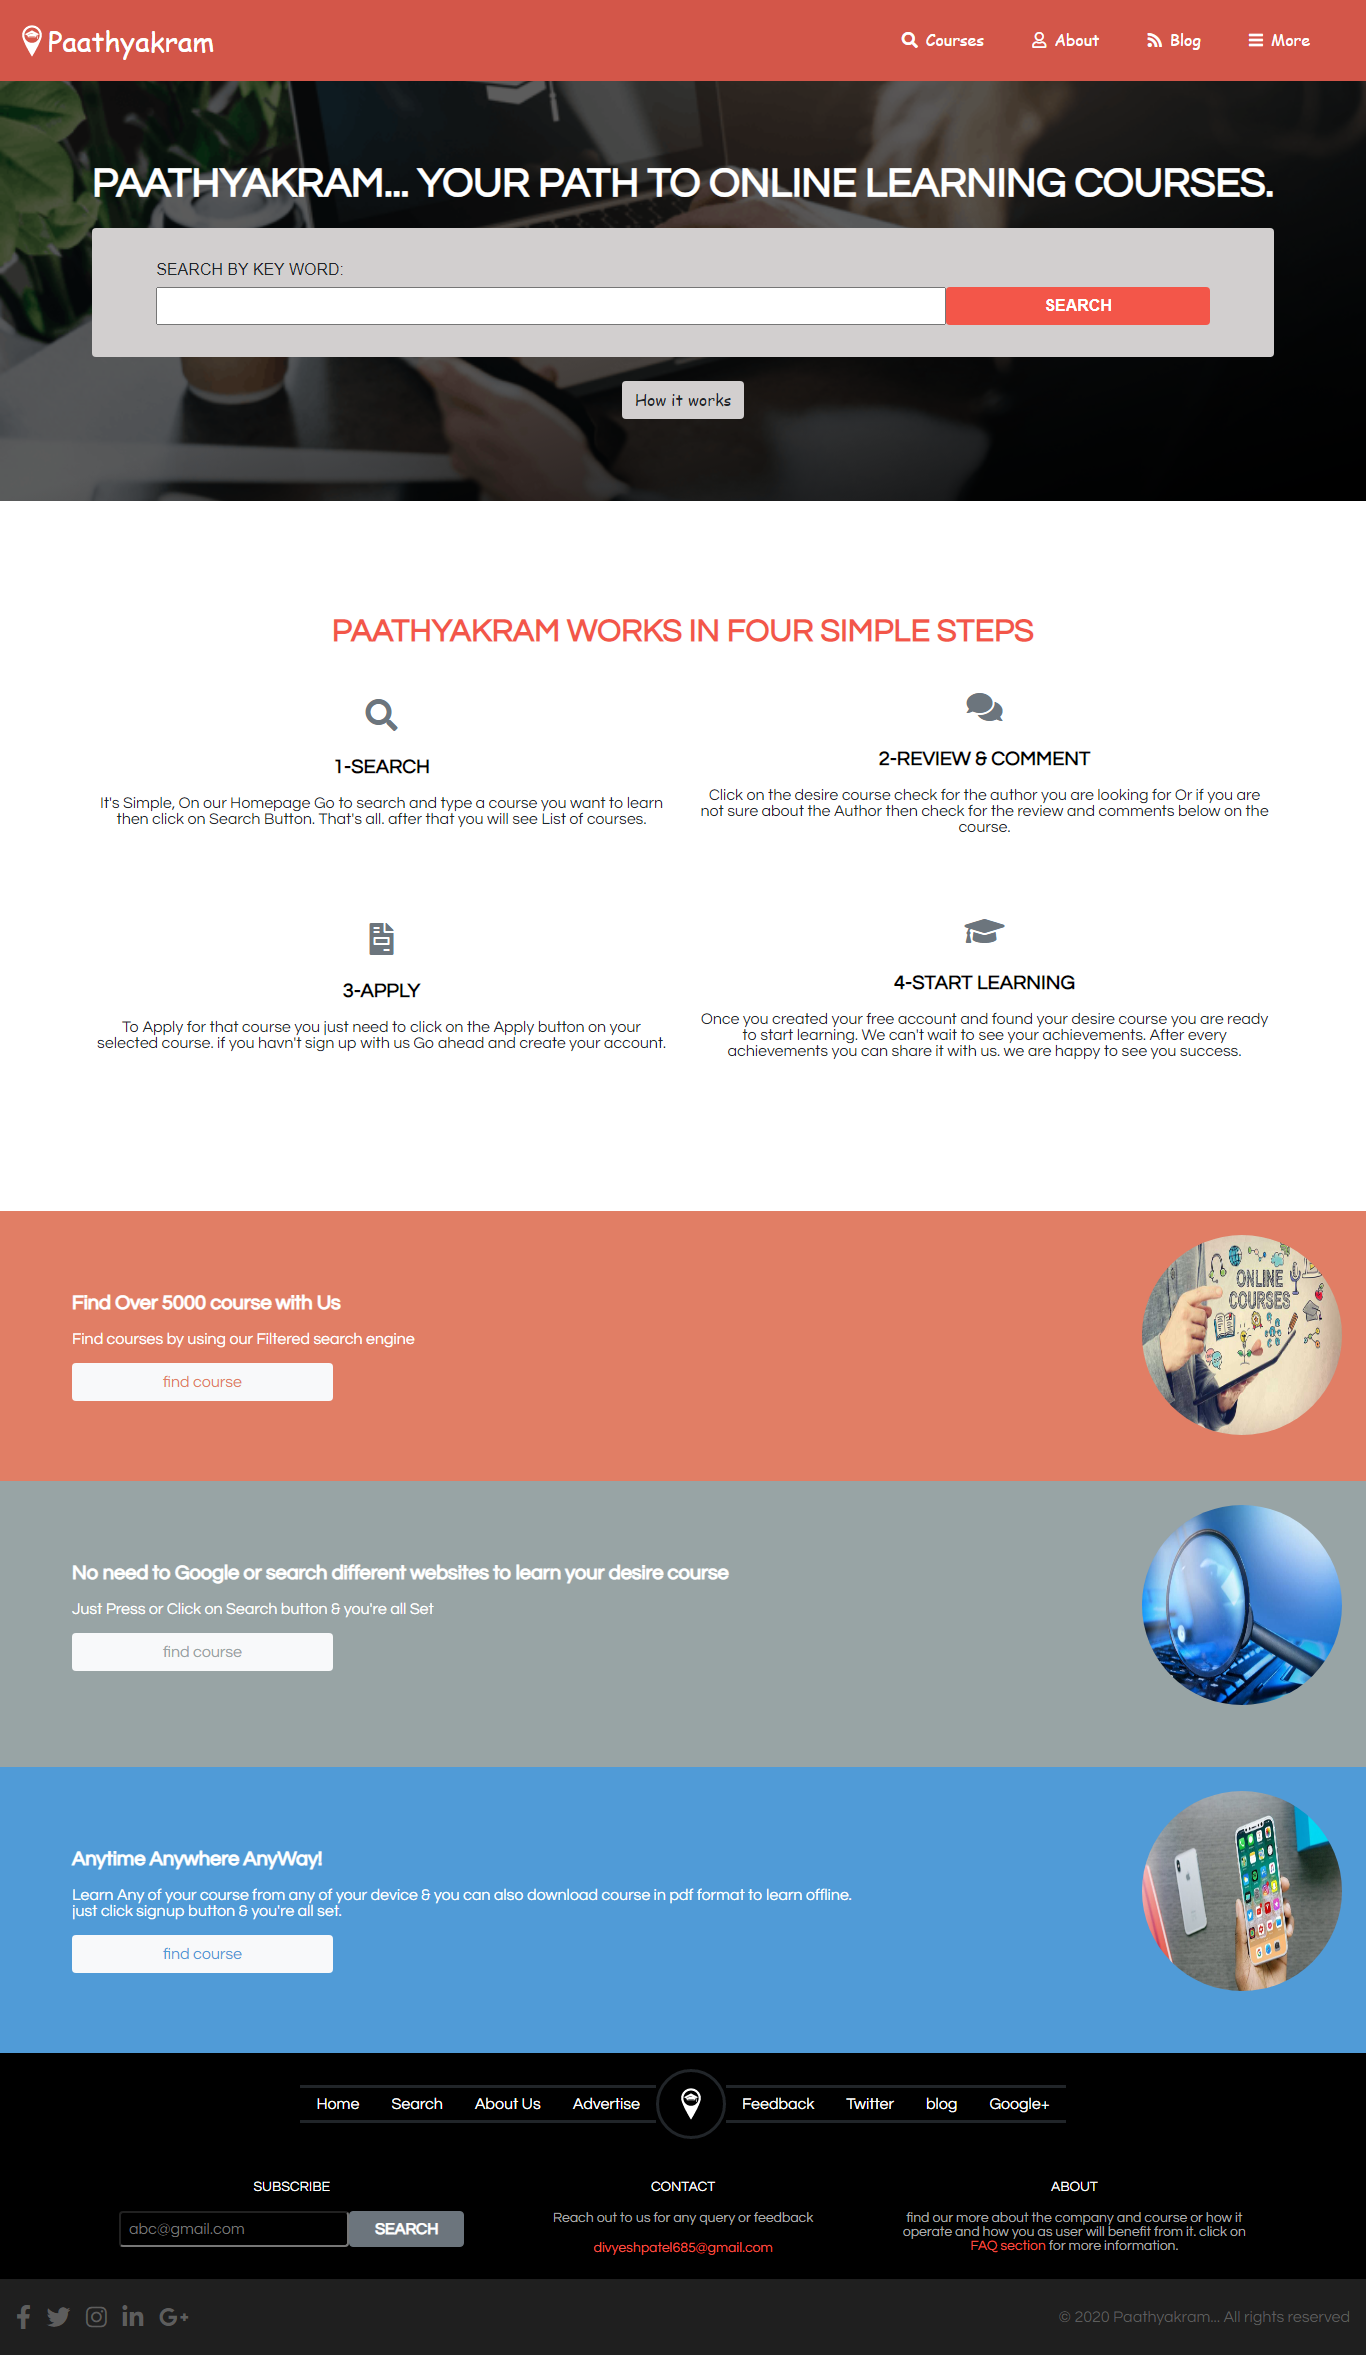 Paathyakram
Courses
About
Blog
More
PAATHYAKRAM... YOUR PATH TO ONLINE LEARNING COURSES.
SEARCH BY KEY WORD:
SEARCH
How it works
PAATHYAKRAM WORKS IN FOUR SIMPLE STEPS
1-SEARCH
It's Simple, On our Homepage Go to search and type a course you want to learn
then click on Search Button. That's all. after that you will see List of courses.
2-REVIEW & COMMENT
Click on the desire course check for the author you are looking for Or if you are
not sure about the Author then check for the review and comments below on the
course.
3-APPLY
To Apply for that course you just need to click on the Apply button on your
selected course. if you havn't sign up with us Go ahead and create your account.
4-START LEARNING
Once you created your free account and found your desire course you are ready
to start learning. We can't wait to see your achievements. After every
achievements you can share it with us. we are happy to see you success.
Find Over 5000 course with Us
Find courses by using our Filtered search engine
find course
ONLINE
COURSES
No need to Google or search different websites to learn your desire course
Just Press or Click on Search button & you're all Set
find course
Anytime Anywhere AnyWay!
Learn Any of your course from any of your device & you can also download course in pdf format to learn offline.
just click signup button & you're all set.
find course
Home
Search
About Us
Advertise
Feedback
Twitter
blog
Google+
SUBSCRIBE
abc@gmail.com
SEARCH
CONTACT
Reach out to us for any query or feedback
divyeshpatel685@gmail.com
ABOUT
find our more about the company and course or how it
operate and how you as user will benefit from it. click on
FAQ section for more information.
© 2020 Paathyakram... All rights reserved